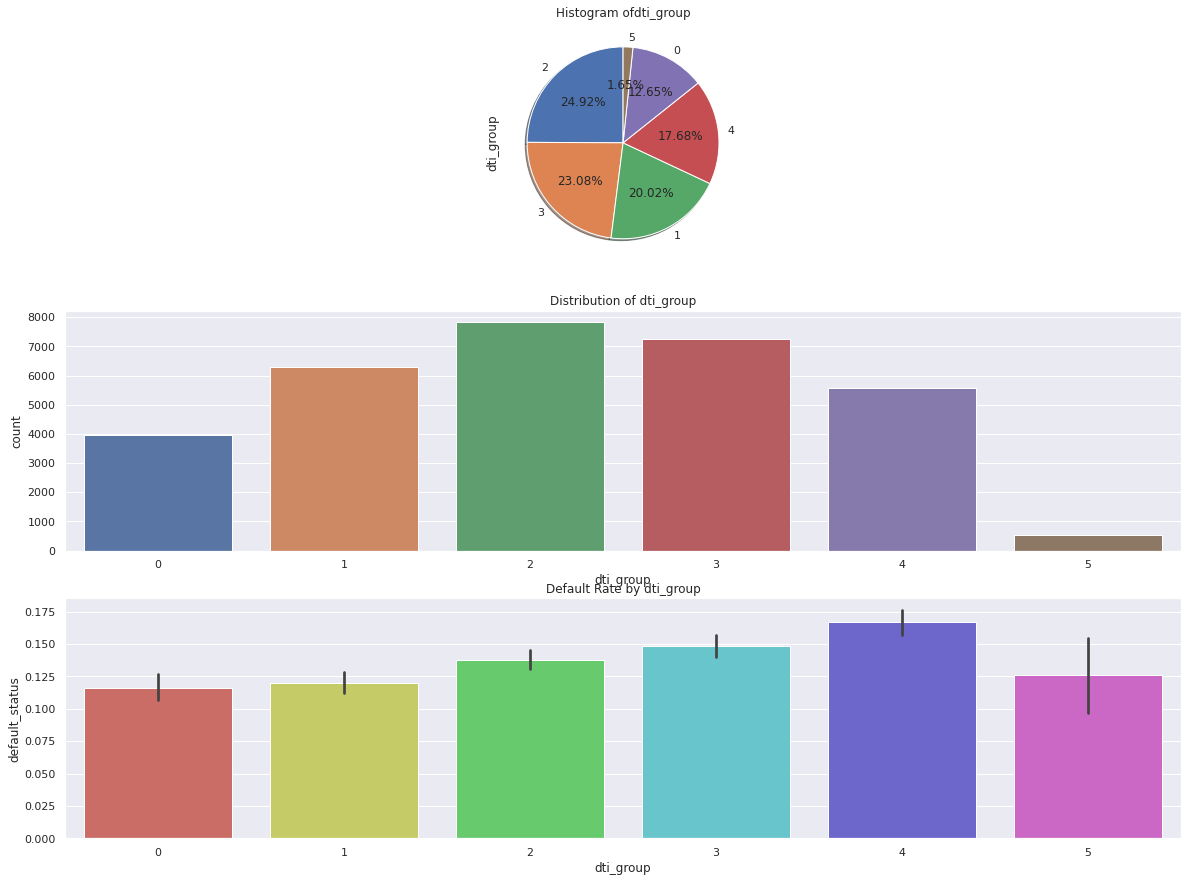 Histogram ofdti_group
5
0
2
1.65%
12.65%
24.92%
4
17.68%
dti_group
23.08%
20.02%
3
1
Distribution of dti_group
8000
7000
6000
5000
4000
3000
2000
1000
0
count
0 1 2 3 4 5
dti_group
Default Rate by dti_group
0.175
0.150
0.125
0.100
0.075
0.050
0.025
0.000
default_status
0 1 2 3 4 5
dti_group